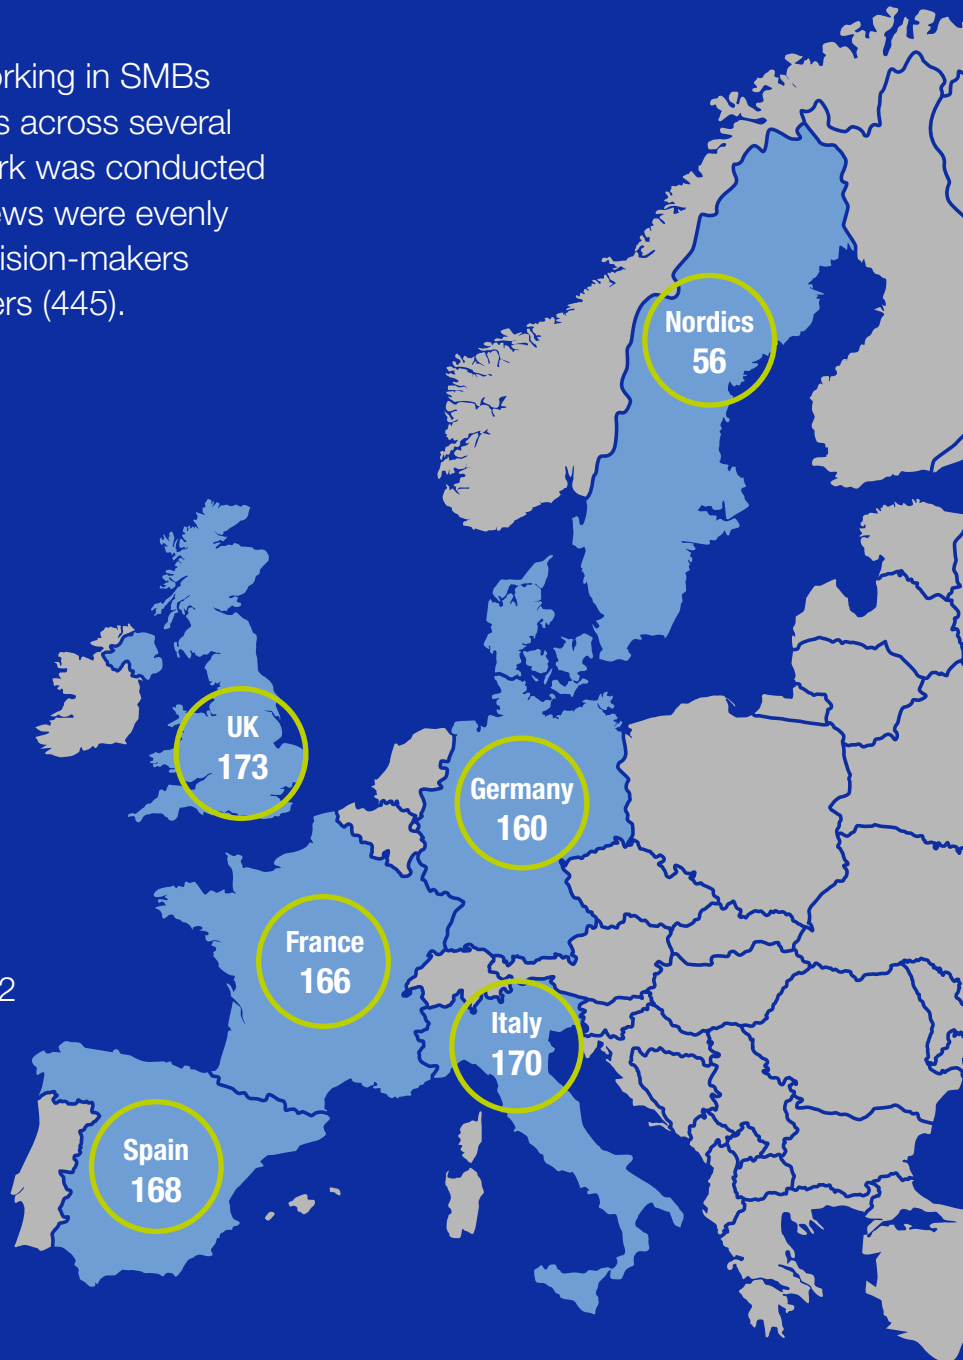 rking in SMBs
s across several
rk was conducted
ews were evenly
ision-makers
ers (445).
Nordics
56
UK
173
Germany
160
France
166
2
Italy
170
Spain
168